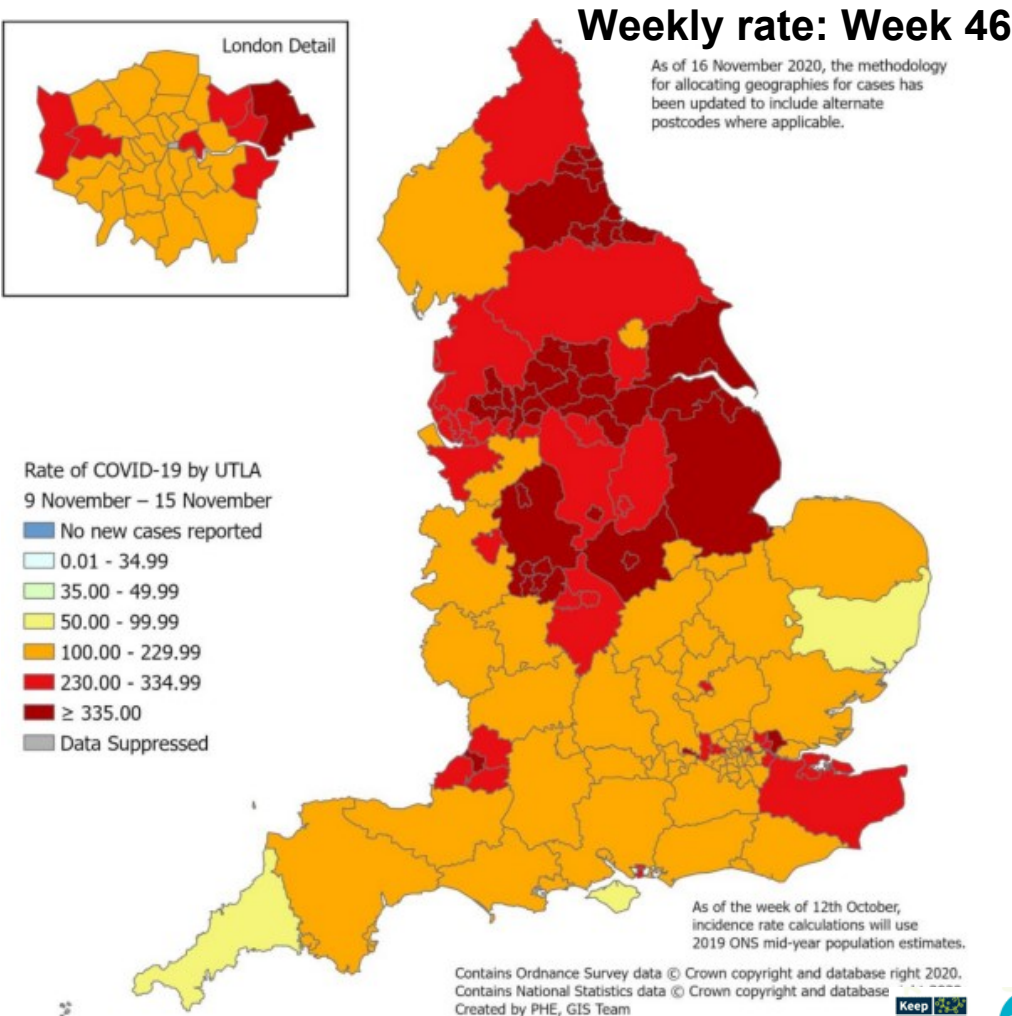 Weekly rate: Week 46
London Detail
As of 16 November 2020, the methodology
for allocating geographies for cases has
been updated to include alternate
postcodes where applicable.
Rate of COVID-19 by UTLA
9 November – 15 November
No new cases reported
0.01 - 34.99
35.00 - 49.99
50.00 - 99.99
100.00 - 229.99
230.00 - 334.99
≥ 335.00
Data Suppressed
As of the week of 12th October,
incidence rate calculations will use
2019 ONS mid-year population estimates.
Contains Ordnance Survey data © Crown copyright and database right 2020.
Contains National Statistics data © Crown copyright and database
Created by PHE, GIS Team
Keep